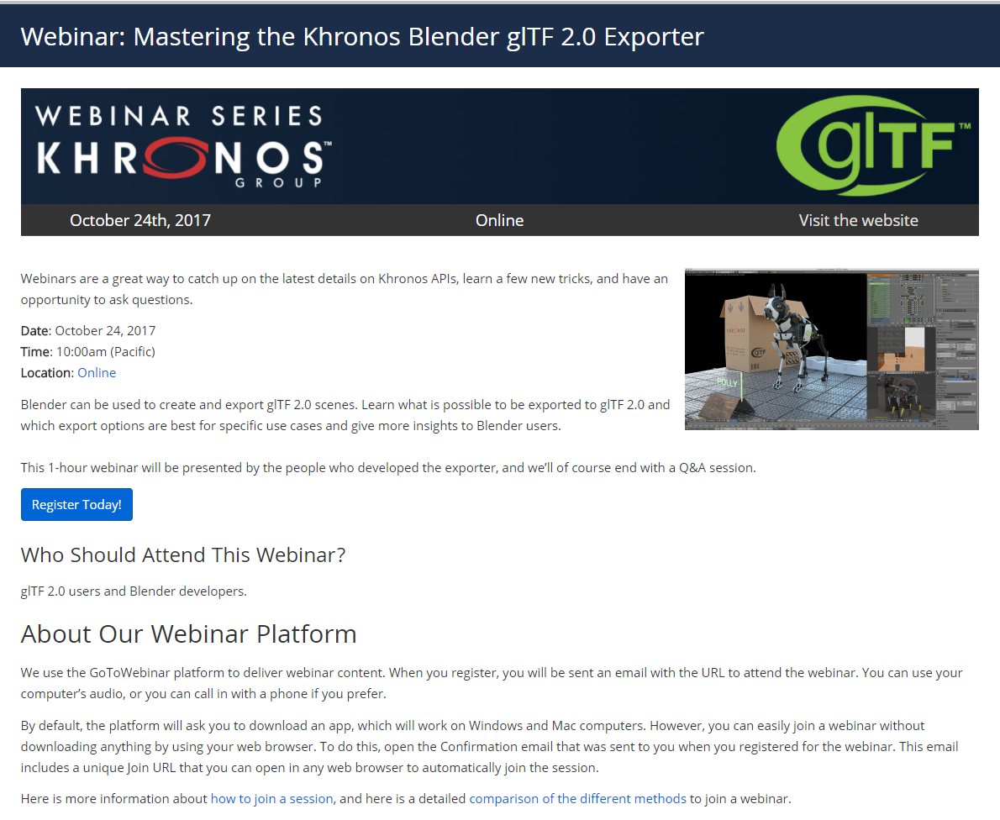 Webinar: Mastering the Khronos Blender glTF 2.0 Exporter
WEBINAR SERIES
KHRONOS™
GROUP
glTF™
October 24th, 2017
Online
Visit the website
Webinars are a great way to catch up on the latest details on Khronos APIs, learn a few new tricks, and have an
opportunity to ask questions.
Date: October 24, 2017
Time: 10:00am (Pacific)
Location: Online
KHRONOS
glTF
POLLY
Blender can be used to create and export glTF 2.0 scenes. Learn what is possible to be exported to glTF 2.0 and
which export options are best for specific use cases and give more insights to Blender users.
This 1-hour webinar will be presented by the people who developed the exporter, and we’ll of course end with a Q&A session.
Register Today!
Who Should Attend This Webinar?
glTF 2.0 users and Blender developers.
About Our Webinar Platform
We use the GoToWebinar platform to deliver webinar content. When you register, you will be sent an email with the URL to attend the webinar. You can use your
computer’s audio, or you can call in with a phone if you prefer.
By default, the platform will ask you to download an app, which will work on Windows and Mac computers. However, you can easily join a webinar without
downloading anything by using your web browser. To do this, open the Confirmation email that was sent to you when you registered for the webinar. This email
includes a unique Join URL that you can open in any web browser to automatically join the session.
Here is more information about how to join a session, and here is a detailed comparison of the different methods to join a webinar.